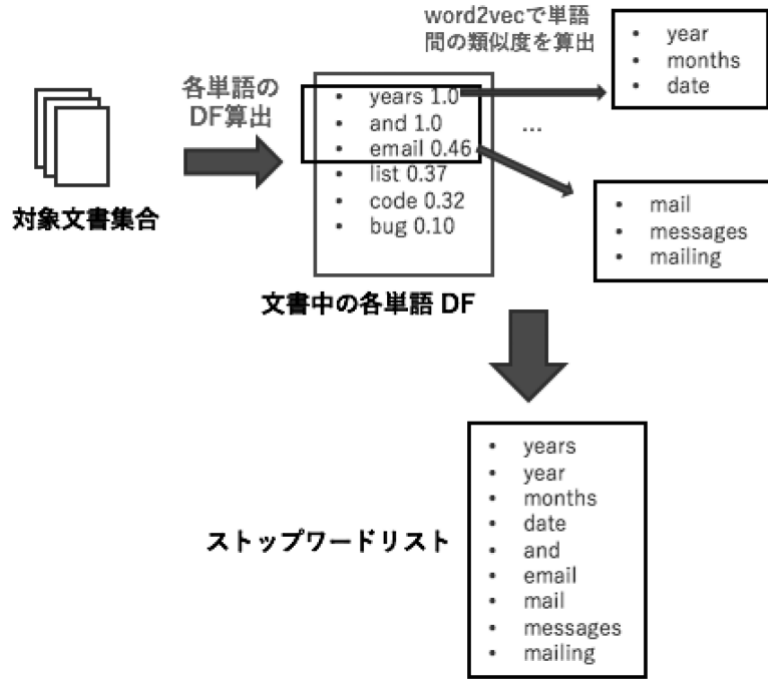 word2vecで単語
間の類似度を算出
• year
• months
• date
各単語の
DF算出
• years 1.0
• and 1.0
• email 0.46
• list 0.37
• code 0.32
• bug 0.10
...
• mail
• messages
• mailing
対象文書集合
文書中の各単語 DF
ストップワードリスト
• years
• year
• months
• date
• and
• email
• mail
• messages
• mailing